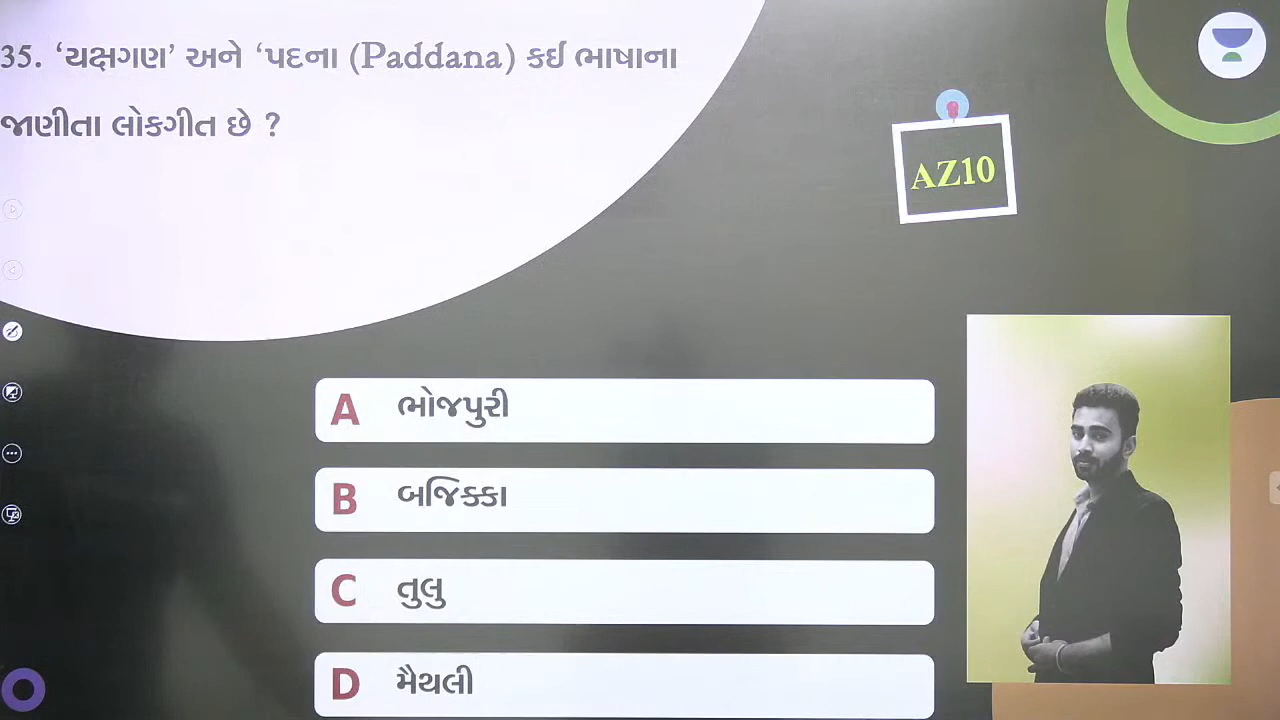 35. ‘યક્ષગણ’ અને ‘પદના (Paddana) કઈ ભાષાના
જાણીતા લોકગીત છે ?
AZ10
A ભોજપુરી
B બજિક્કા
C તુલુ
D મૈથલી